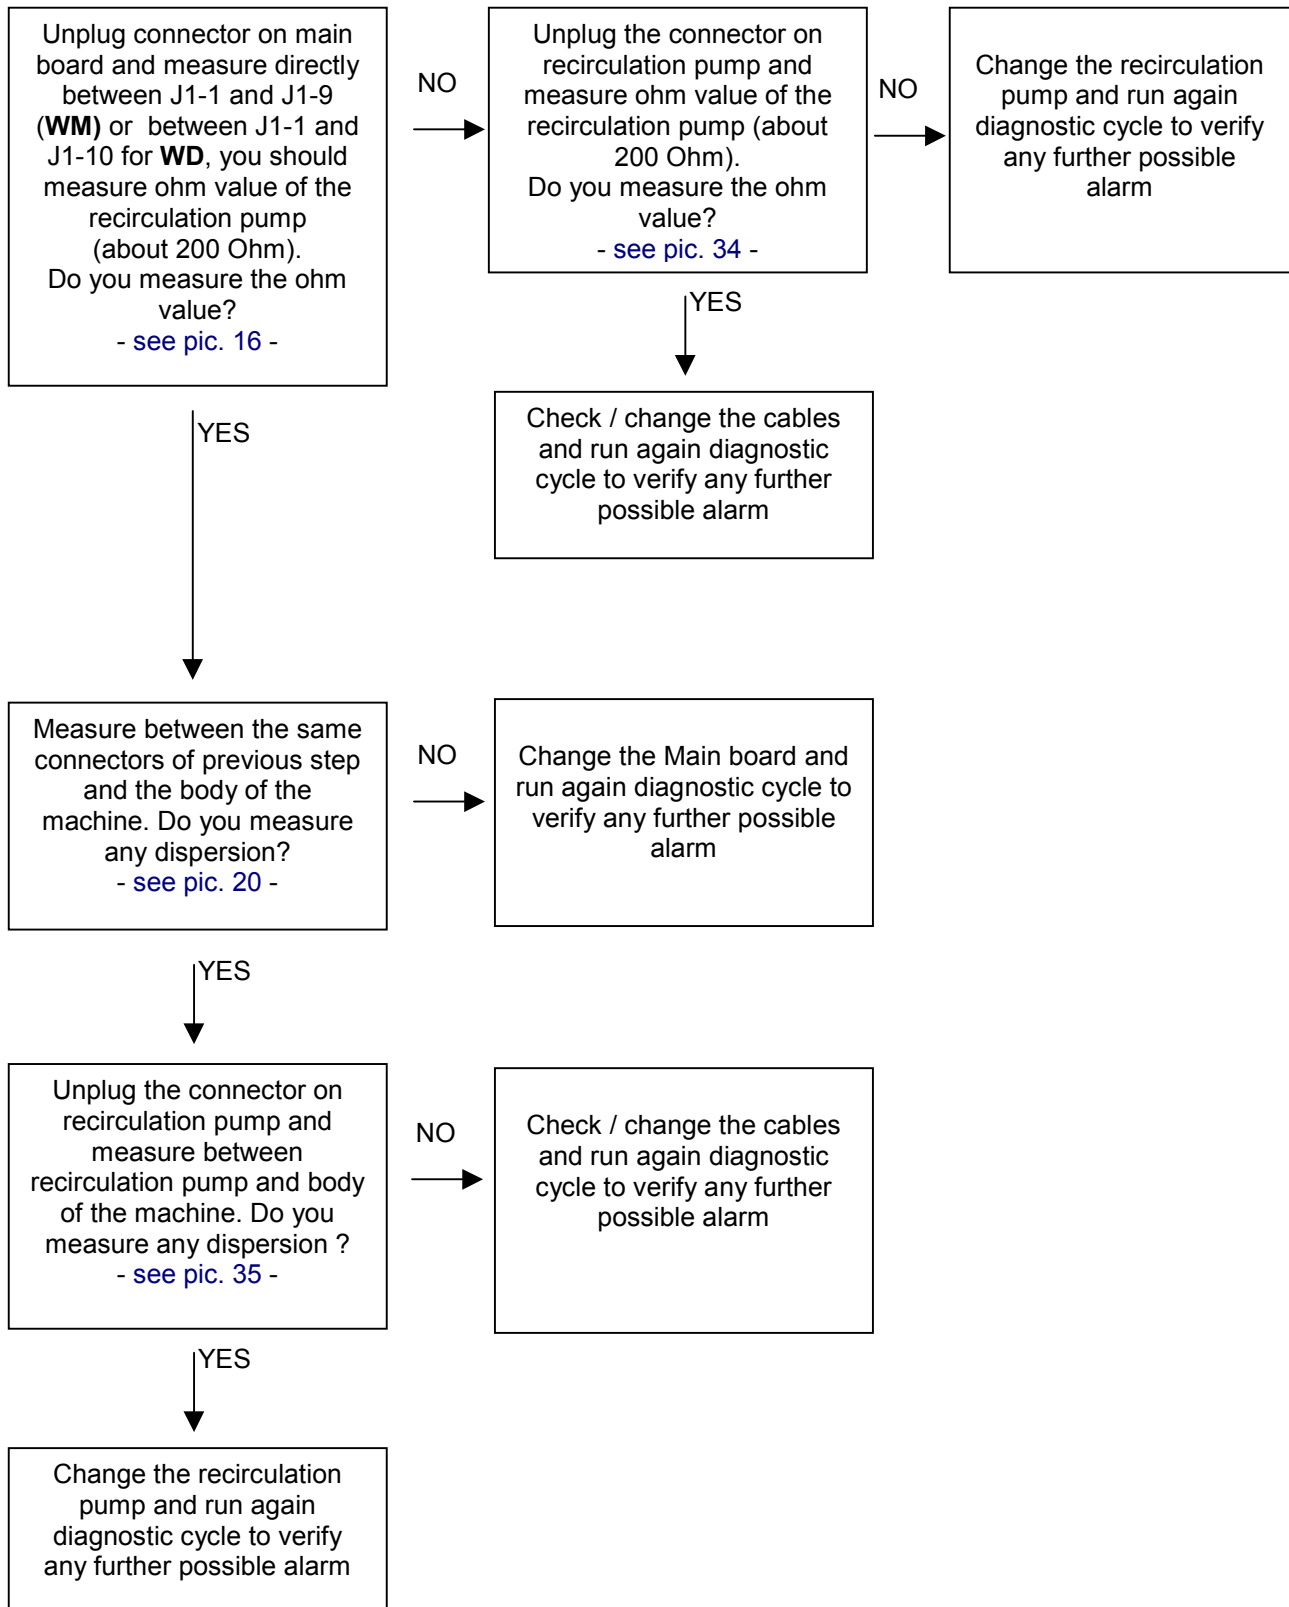 Unplug connector on main
board and measure directly
between J1-1 and J1-9
(WM) or between J1-1 and
J1-10 for WD, you should
measure ohm value of the
recirculation pump
(about 200 Ohm).
Do you measure the ohm
value?
- see pic. 16 -
NO
Unplug the connector on
recirculation pump and
measure ohm value of the
recirculation pump (about
200 Ohm).
Do you measure the ohm
value?
- see pic. 34 -
NO
Change the recirculation
pump and run again
diagnostic cycle to verify
any further possible
alarm
YES
Check / change the cables
and run again diagnostic
cycle to verify any further
possible alarm
YES
Measure between the same
connectors of previous step
and the body of the
machine. Do you measure
any dispersion?
- see pic. 20 -
NO
Change the Main board and
run again diagnostic cycle to
verify any further possible
alarm
YES
Unplug the connector on
recirculation pump and
measure between
recirculation pump and body
of the machine. Do you
measure any dispersion ?
- see pic. 35 -
NO
Check / change the cables
and run again diagnostic
cycle to verify any further
possible alarm
YES
Change the recirculation
pump and run again
diagnostic cycle to verify
any further possible alarm